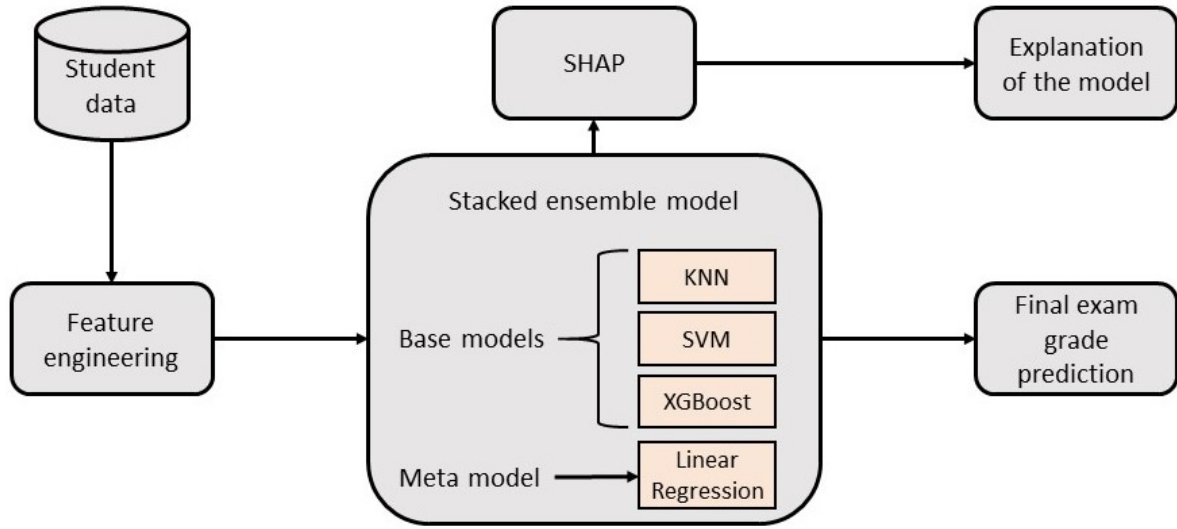 Student
data
SHAP
Explanation
of the model
Stacked ensemble model
KNN
Feature
engineering
Base models
SVM
Final exam
grade
prediction
XGBoost
Meta model
Linear
Regression